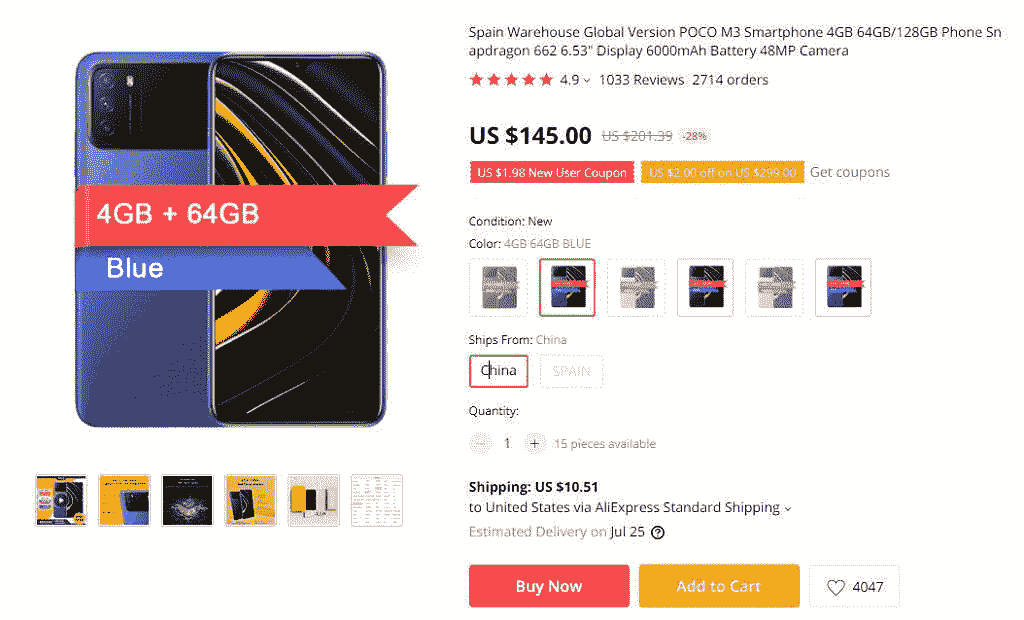 Spain Warehouse Global Version POCO M3 Smartphone 4GB 64GB/128GB Phone Sn
apdragon 662 6.53" Display 6000mAh Battery 48MP Camera
4.9 1033 Reviews 2714 orders
US $145.00 US $201.39 -28%
US $1.98 New User Coupon US $2.00 off on US $299.00 Get coupons
4GB + 64GB
Blue
Condition: New
Color: 4GB 64GB BLUE
Ships From: China
China SPAIN
Quantity:
1 + 15 pieces available
Shipping: US $10.51
to United States via AliExpress Standard Shipping
Estimated Delivery on Jul 25 ?
Buy Now Add to Cart 4047